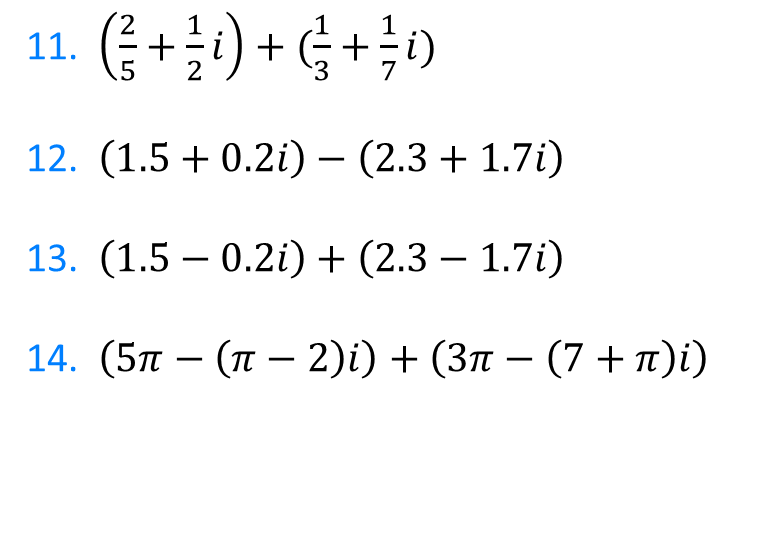 11. (2/5 + 1/2 i) + (1/3 + 1/7 i)
12. (1.5 + 0.2i) − (2.3 + 1.7i)
13. (1.5 − 0.2i) + (2.3 − 1.7i)
14. (5π − (π − 2)i) + (3π − (7 + π)i)